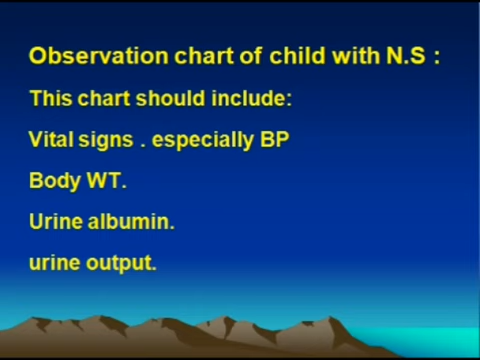 Observation chart of child with N.S :
This chart should include:
Vital signs . especially BP
Body WT.
Urine albumin.
urine output.